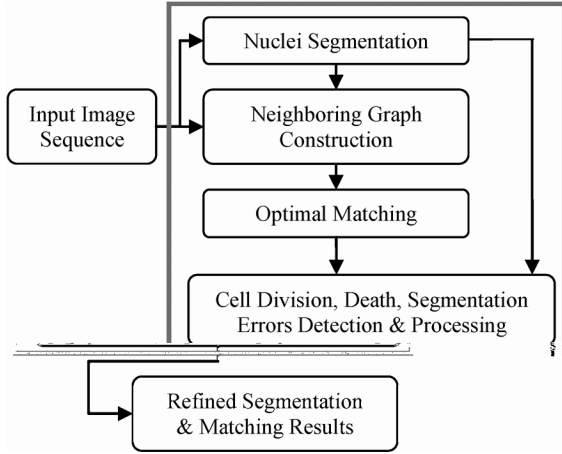 Nuclei Segmentation
Input Image
Sequence
Neighboring Graph
Construction
Optimal Matching
Cell Division, Death, Segmentation
Errors Detection & Processing
Refined Segmentation
& Matching Results